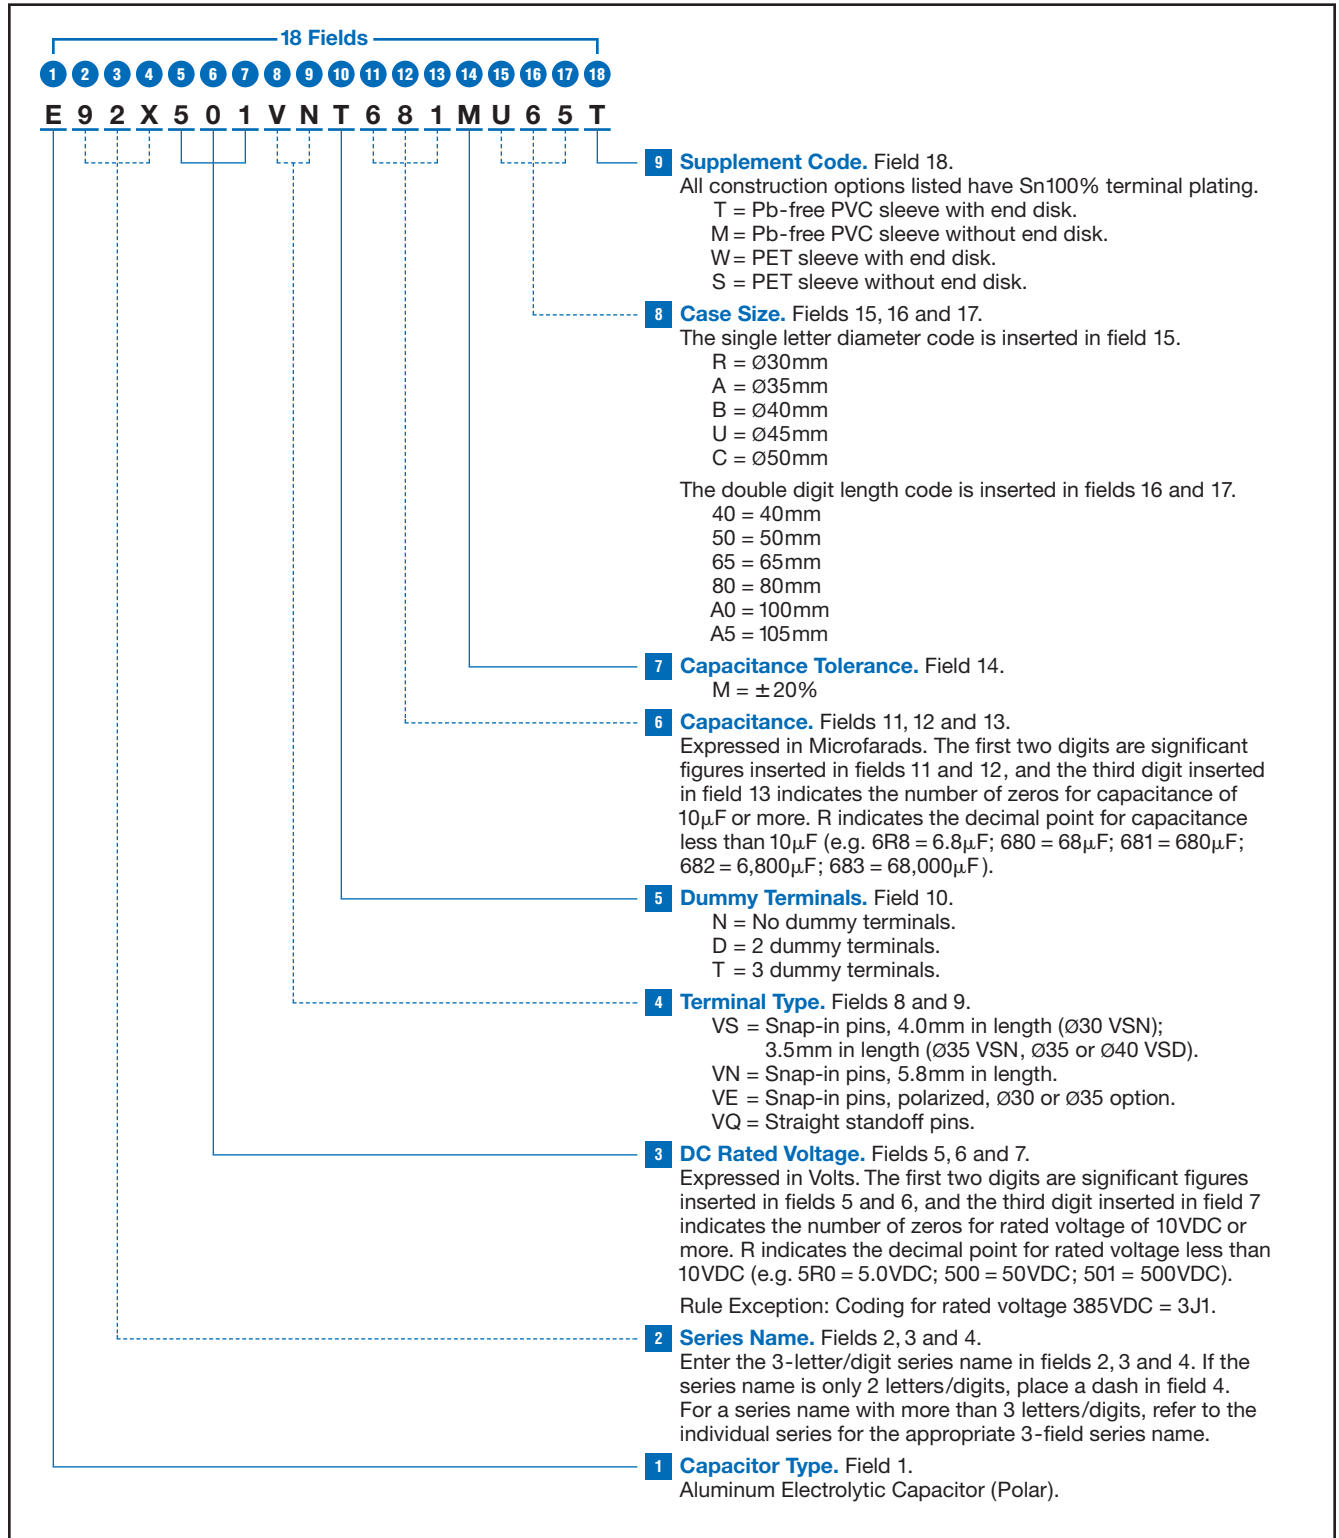 18 Fields
1 2 3 4 5 6 7 8 9 10 11 12 13 14 15 16 17 18
E 9 2 X 5 0 1 V N T 6 8 1 M U 6 5 T
9 Supplement Code. Field 18.
All construction options listed have Sn100% terminal plating.
T = Pb-free PVC sleeve with end disk.
M = Pb-free PVC sleeve without end disk.
W = PET sleeve with end disk.
S = PET sleeve without end disk.
8 Case Size. Fields 15, 16 and 17.
The single letter diameter code is inserted in field 15.
R = Ø30mm
A = Ø35mm
B = Ø40mm
U = Ø45mm
C = Ø50mm
The double digit length code is inserted in fields 16 and 17.
40 = 40mm
50 = 50mm
65 = 65mm
80 = 80mm
A0 = 100mm
A5 = 105mm
7 Capacitance Tolerance. Field 14.
M = ±20%
6 Capacitance. Fields 11, 12 and 13.
Expressed in Microfarads. The first two digits are significant
figures inserted in fields 11 and 12, and the third digit inserted
in field 13 indicates the number of zeros for capacitance of
10µF or more. R indicates the decimal point for capacitance
less than 10µF (e.g. 6R8 = 6.8µF; 680 = 68µF; 681 = 680µF;
682 = 6,800µF; 683 = 68,000µF).
5 Dummy Terminals. Field 10.
N = No dummy terminals.
D = 2 dummy terminals.
T = 3 dummy terminals.
4 Terminal Type. Fields 8 and 9.
VS = Snap-in pins, 4.0mm in length (Ø30 VSN);
3.5mm in length (Ø35 VSN, Ø35 or Ø40 VSD).
VN = Snap-in pins, 5.8mm in length.
VE = Snap-in pins, polarized, Ø30 or Ø35 option.
VQ = Straight standoff pins.
3 DC Rated Voltage. Fields 5, 6 and 7.
Expressed in Volts. The first two digits are significant figures
inserted in fields 5 and 6, and the third digit inserted in field 7
indicates the number of zeros for rated voltage of 10VDC or
more. R indicates the decimal point for rated voltage less than
10VDC (e.g. 5R0 = 5.0VDC; 500 = 50VDC; 501 = 500VDC).
Rule Exception: Coding for rated voltage 385VDC = 3J1.
2 Series Name. Fields 2, 3 and 4.
Enter the 3-letter/digit series name in fields 2, 3 and 4. If the
series name is only 2 letters/digits, place a dash in field 4.
For a series name with more than 3 letters/digits, refer to the
individual series for the appropriate 3-field series name.
1 Capacitor Type. Field 1.
Aluminum Electrolytic Capacitor (Polar).